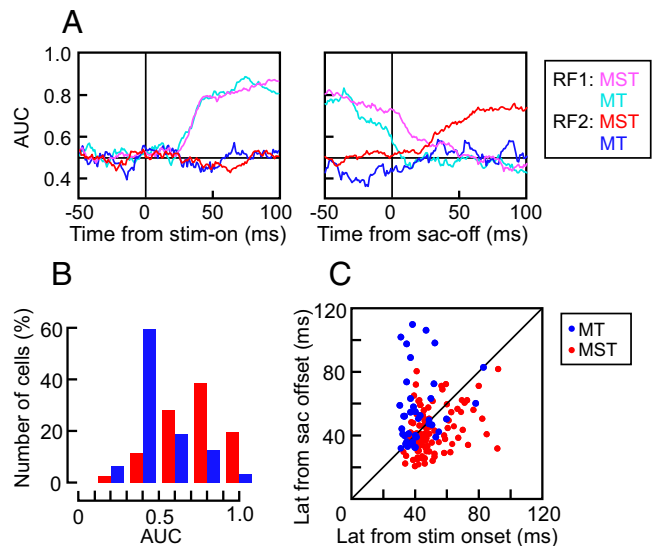 A
1.0
0.8
0.6
0.4
AUC
-50 0 50 100
Time from stim-on (ms)
-50 0 50 100
Time from sac-off (ms)
RF1: MST
MT
RF2: MST
MT
B
60
40
20
0
Number of cells (%)
0 0.5 1.0
AUC
C
120
80
40
Lat from sac offset (ms)
0 40 80 120
Lat from stim onset (ms)
MT
MST